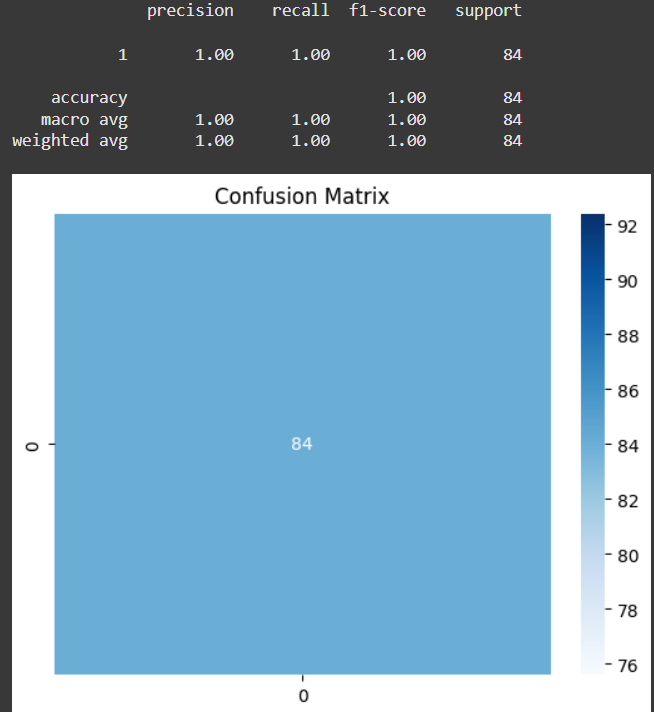 precision recall f1-score support
1 1.00 1.00 1.00 84
accuracy 1.00 84
macro avg 1.00 1.00 1.00 84
weighted avg 1.00 1.00 1.00 84
Confusion Matrix
92
90
88
86
84
82
80
78
76
0
84
0